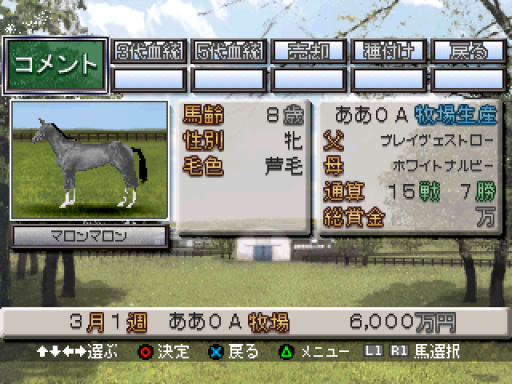 コメント 3代血統 5代血統 売却 種付け 戻る
馬齢 8歳
性別 牝
毛色 芦毛
マロンマロン
ああ0A 牧場生産
父 ブレイヴェストロー
母 ホワイトナルビー
通算 15戦 7勝
総賞金 万
3月1週 ああ0A牧場 6,000万円
↑↓←→選ぶ ○決定 ×戻る △メニュー L1 R1 馬選択